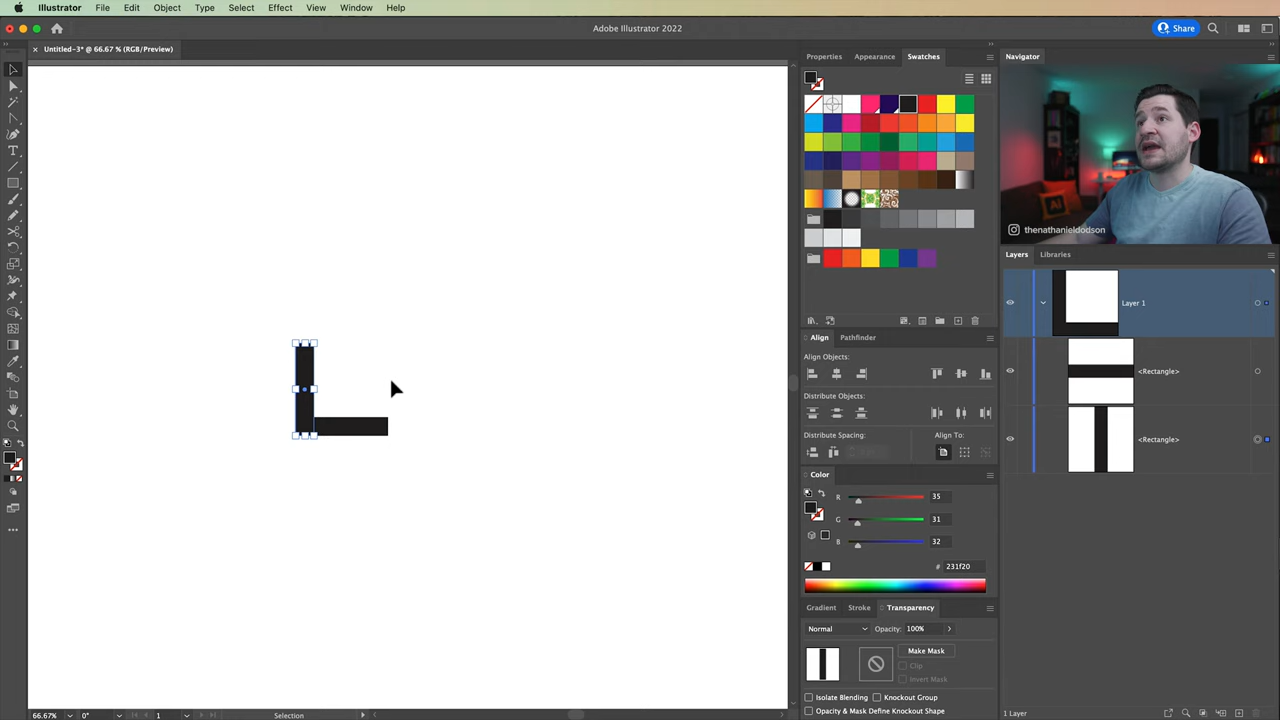 Illustrator File Edit Object Type Select Effect View Window Help
Adobe Illustrator 2022
Share
Untitled-3* @ 66.67 % (RGB/Preview)
Properties Appearance Swatches
Navigator
thenathanieldodson
Layers Libraries
Layer 1
<Rectangle>
<Rectangle>
Align Pathfinder
Align Objects:
Distribute Objects:
Distribute Spacing:
Align To:
Color
R 35
G 31
B 32
# 231f20
Gradient Stroke Transparency
Normal Opacity: 100%
Make Mask
Clip
Invert Mask
Isolate Blending Knockout Group
Opacity & Mask Define Knockout Shape
66.67% 0° 1 Selection
1 Layer